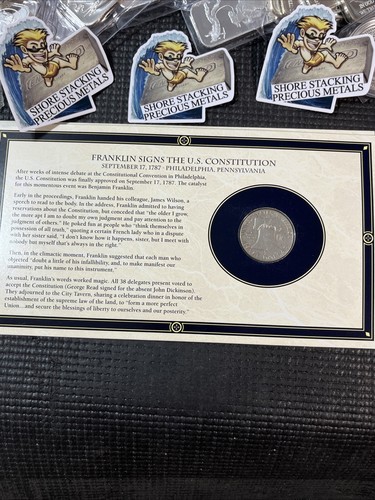 SHORE STACKING
PRECIOUS METALS
SHORE STACKING
PRECIOUS METALS
SHORE STACKING
PRECIOUS METALS
FRANKLIN SIGNS THE U.S. CONSTITUTION
SEPTEMBER 17, 1787 · PHILADELPHIA, PENNSYLVANIA
After weeks of intense debate at the Constitutional Convention in Philadelphia,
the U.S. Constitution was finally approved on September 17, 1787. The catalyst
for this momentous event was Benjamin Franklin.
Early in the proceedings, Franklin handed his colleague, James Wilson, a
speech to read to the body. In the address, Franklin admitted to having
reservations about the Constitution, but conceded that "the older I grow,
the more apt I am to doubt my own judgment and pay attention to the
judgment of others." He poked fun at people who "think themselves in
possession of all truth," quoting a certain French lady who in a dispute
with her sister said, "I don't know how it happens, sister, but I meet with
nobody but myself that's always in the right."
Then, in the climactic moment, Franklin suggested that each man who
objected "doubt a little of his infallibility, and, to make manifest our
unanimity, put his name to this instrument."
As usual, Franklin's words worked magic. All 38 delegates present voted to
accept the Constitution (George Read signed for the absent John Dickinson).
They adjourned to the City Tavern, sharing a celebration dinner in honor of the
establishment of the supreme law of the land, to "form a more perfect
Union...and secure the blessings of liberty to ourselves and our posterity."